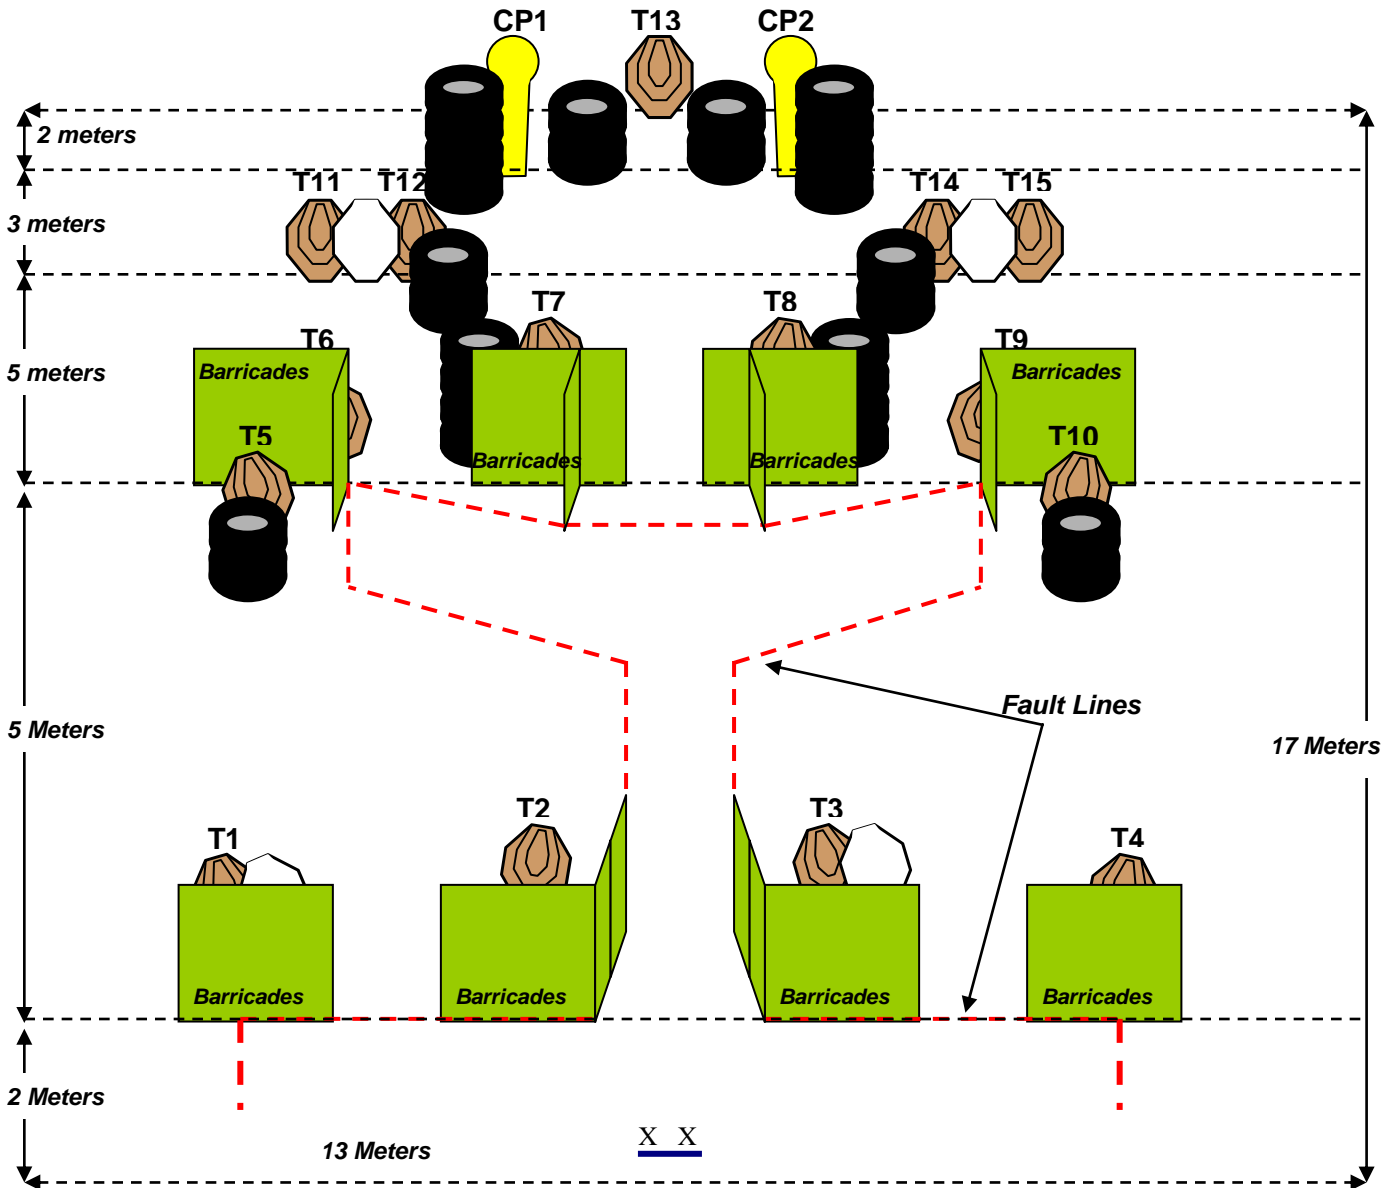 CP1 T13 CP2
2 meters
T11 T12 T14 T15
3 meters
T7 T8
T6 T9
5 meters
Barricades Barricades
T5 T10
Barricades Barricades
Fault Lines
5 Meters
17 Meters
T2 T3
T1 T4
Barricades Barricades Barricades Barricades
2 Meters
X X
13 Meters